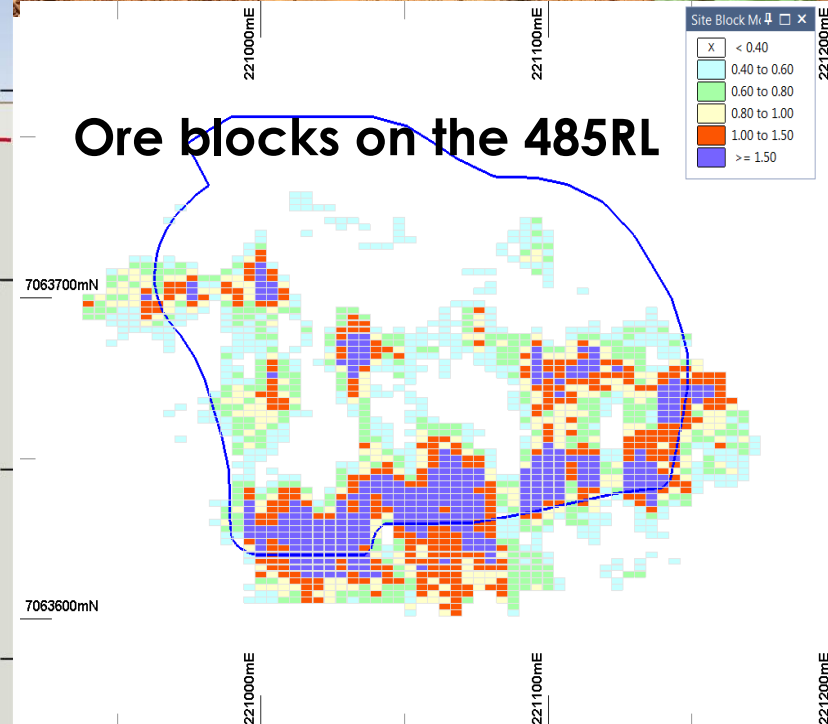 221000mE
221100mE
221200mE
Site Block Mo
X < 0.40
0.40 to 0.60
0.60 to 0.80
0.80 to 1.00
1.00 to 1.50
>= 1.50
Ore blocks on the 485RL
7063700mN
7063600mN
221000mE
221100mE
221200mE